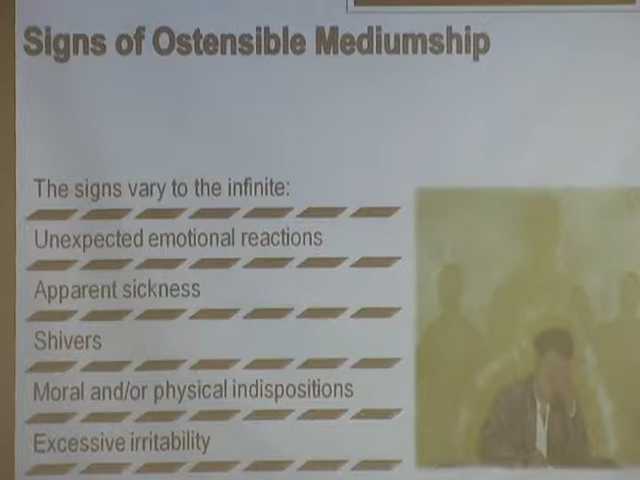 Signs of Ostensible Mediumship
The signs vary to the infinite:
Unexpected emotional reactions
Apparent sickness
Shivers
Moral and/or physical indispositions
Excessive irritability